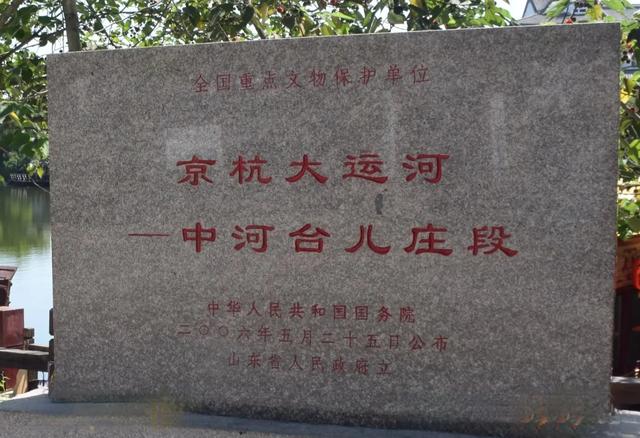 全国重点文物保护单位
京杭大运河
—中河台儿庄段
中华人民共和国国务院
二〇〇六年五月二十五日公布
山东省人民政府立